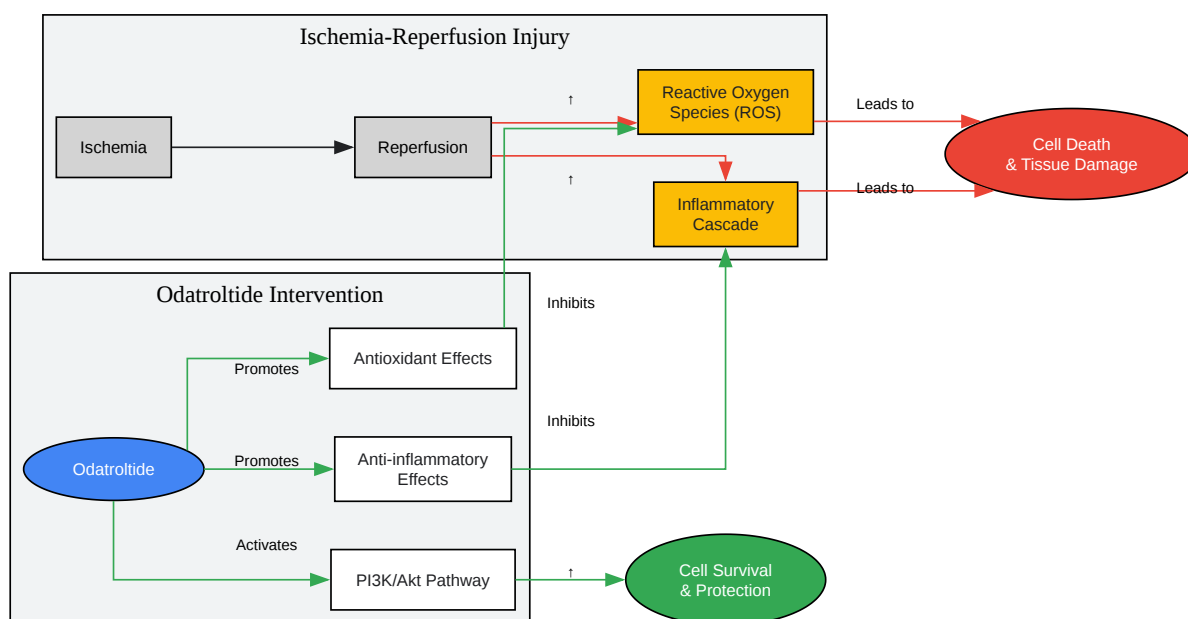 Ischemia-Reperfusion Injury
Ischemia
Reperfusion
↑
↑
Reactive Oxygen
Species (ROS)
Inflammatory
Cascade
Leads to
Leads to
Cell Death
& Tissue Damage
Odatroltide Intervention
Odatroltide
Promotes
Promotes
Activates
Antioxidant Effects
Anti-inflammatory
Effects
PI3K/Akt Pathway
Inhibits
Inhibits
↑
Cell Survival
& Protection